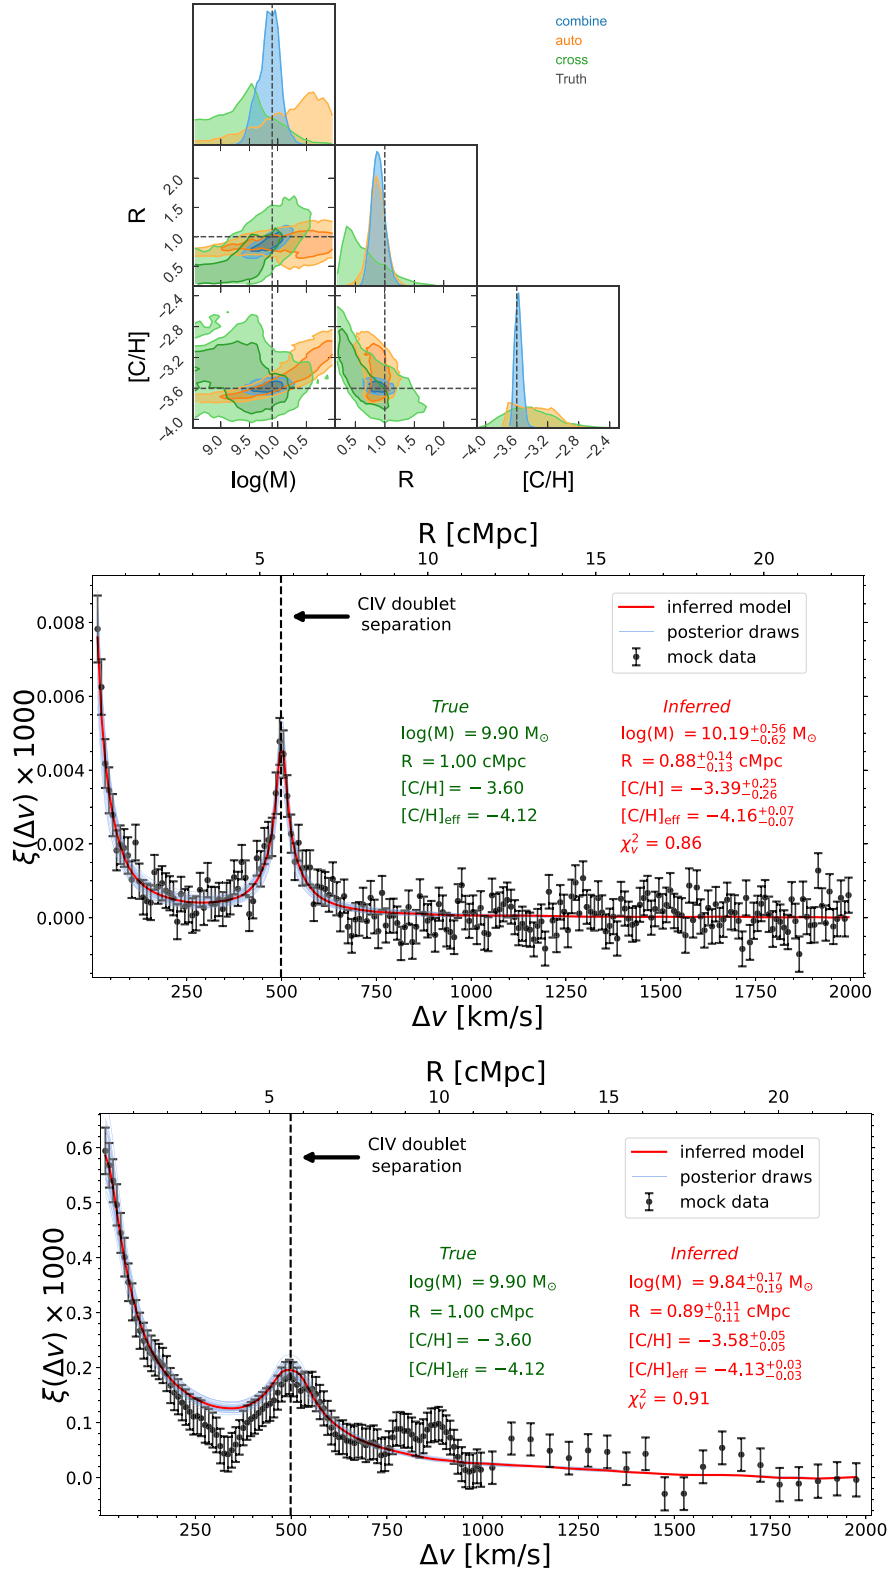 combine
auto
cross
Truth
R
2.0
1.5
1.0
0.5
[C/H]
−2.4
−2.8
−3.2
−3.6
−4.0
9.0 9.5 10.0 10.5
0.5 1.0 1.5 2.0
−4.0 −3.6 −3.2 −2.8 −2.4
log(M) R [C/H]
R [cMpc]
5 10 15 20
CIV doublet
separation
inferred model
posterior draws
mock data
ξ(Δv) × 1000
0.008
0.006
0.004
0.002
0.000
True
log(M) = 9.90 M⊙
R = 1.00 cMpc
[C/H] = −3.60
[C/H]eff = −4.12
Inferred
log(M) = 10.19 +0.56 −0.62 M⊙
R = 0.88 +0.14 −0.13 cMpc
[C/H] = −3.39 +0.25 −0.26
[C/H]eff = −4.16 +0.07 −0.07
χ²ν = 0.86
250 500 750 1000 1250 1500 1750 2000
Δv [km/s]
R [cMpc]
5 10 15 20
CIV doublet
separation
inferred model
posterior draws
mock data
ξ(Δv) × 1000
0.6
0.5
0.4
0.3
0.2
0.1
0.0
True
log(M) = 9.90 M⊙
R = 1.00 cMpc
[C/H] = −3.60
[C/H]eff = −4.12
Inferred
log(M) = 9.84 +0.17 −0.19 M⊙
R = 0.89 +0.11 −0.11 cMpc
[C/H] = −3.58 +0.05 −0.05
[C/H]eff = −4.13 +0.03 −0.03
χ²ν = 0.91
250 500 750 1000 1250 1500 1750 2000
Δv [km/s]